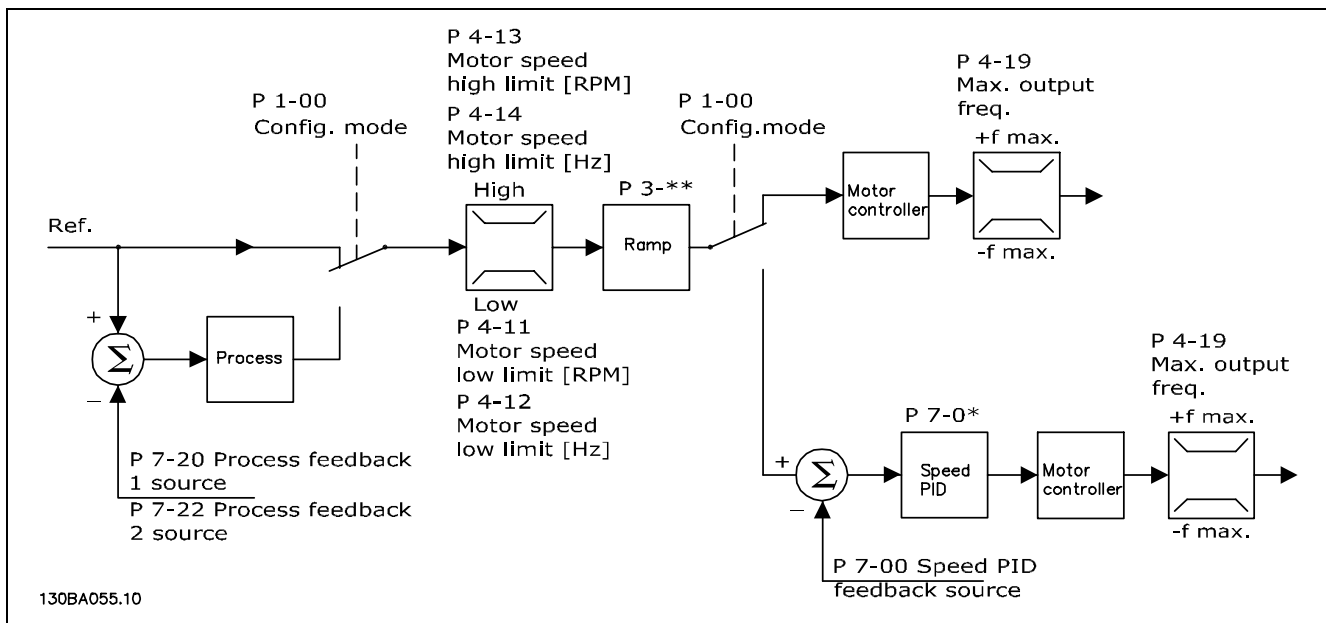 P 4-13
Motor speed
high limit [RPM]
P 4-14
Motor speed
high limit [Hz]
P 1-00
Config. mode
P 1-00
Config.mode
P 4-19
Max. output
freq.
+f max.
-f max.
High
Low
P 3-**
Ramp
Motor
controller
Ref.
+
Σ
–
Process
P 4-11
Motor speed
low limit [RPM]
P 4-12
Motor speed
low limit [Hz]
P 7-20 Process feedback
1 source
P 7-22 Process feedback
2 source
+
Σ
–
P 7-0*
Speed
PID
Motor
controller
P 4-19
Max. output
freq.
+f max.
-f max.
P 7-00 Speed PID
feedback source
130BA055.10